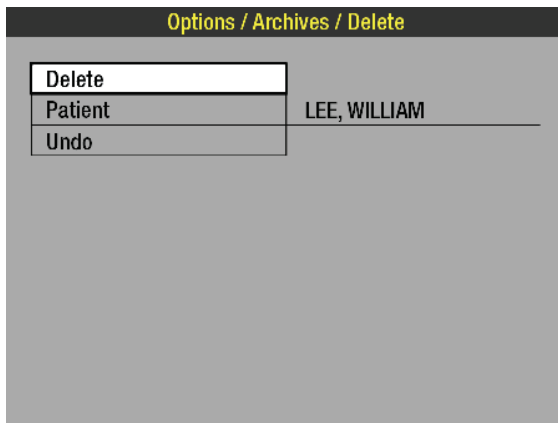 Options / Archives / Delete
Delete
Patient LEE, WILLIAM
Undo